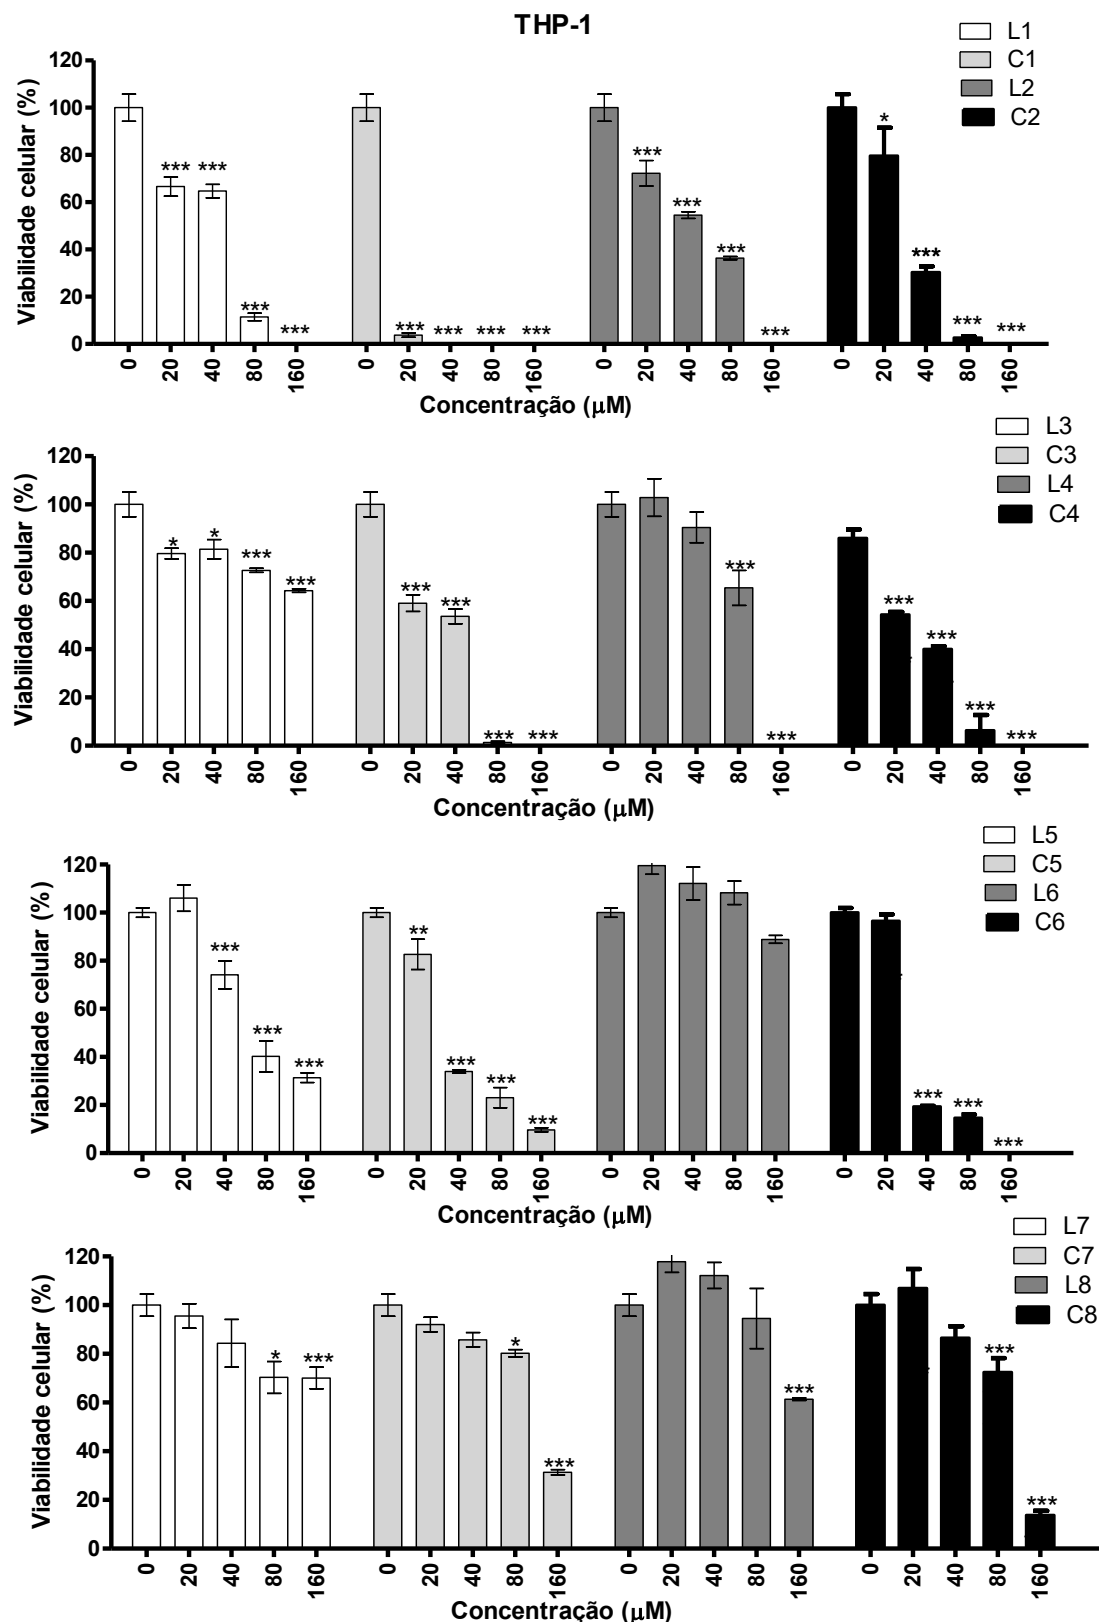 THP-1
L1
C1
L2
C2
Viabilidade celular (%)
120
100
80
60
40
20
0
*** *** *** ***
*** *** *** ***
*** *** *** ***
* *** *** ***
0 20 40 80 160 0 20 40 80 160 0 20 40 80 160 0 20 40 80 160
Concentração (µM)
L3
C3
L4
C4
Viabilidade celular (%)
120
100
80
60
40
20
0
* * *** ***
*** *** *** ***
*** ***
*** *** *** ***
0 20 40 80 160 0 20 40 80 160 0 20 40 80 160 0 20 40 80 160
Concentração (µM)
L5
C5
L6
C6
Viabilidade celular (%)
120
100
80
60
40
20
0
*** *** ***
** *** *** ***
*** *** ***
0 20 40 80 160 0 20 40 80 160 0 20 40 80 160 0 20 40 80 160
Concentração (µM)
L7
C7
L8
C8
Viabilidade celular (%)
120
100
80
60
40
20
0
* ***
* ***
***
*** ***
0 20 40 80 160 0 20 40 80 160 0 20 40 80 160 0 20 40 80 160
Concentração (µM)